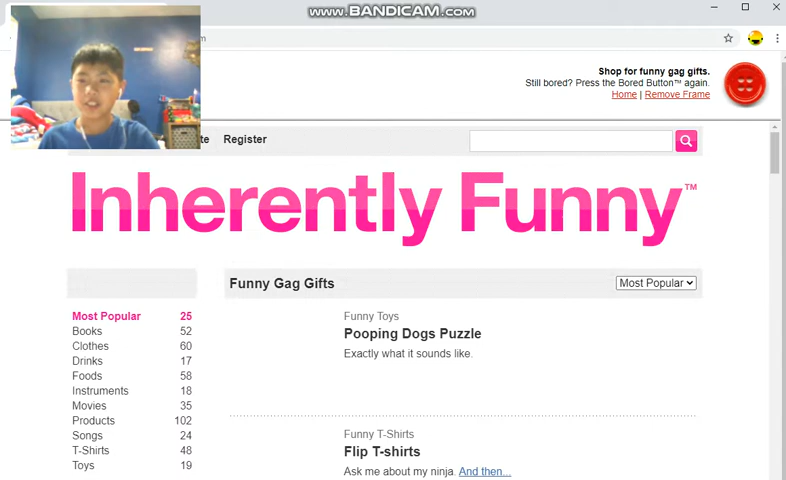 www.BANDICAM.com
Shop for funny gag gifts.
Still bored? Press the Bored Button™ again.
Home | Remove Frame
Register
Inherently Funny™
Funny Gag Gifts
Most Popular
Most Popular 25
Books 52
Clothes 60
Drinks 17
Foods 58
Instruments 18
Movies 35
Products 102
Songs 24
T-Shirts 48
Toys 19
Funny Toys
Pooping Dogs Puzzle
Exactly what it sounds like.
Funny T-Shirts
Flip T-shirts
Ask me about my ninja. And then...